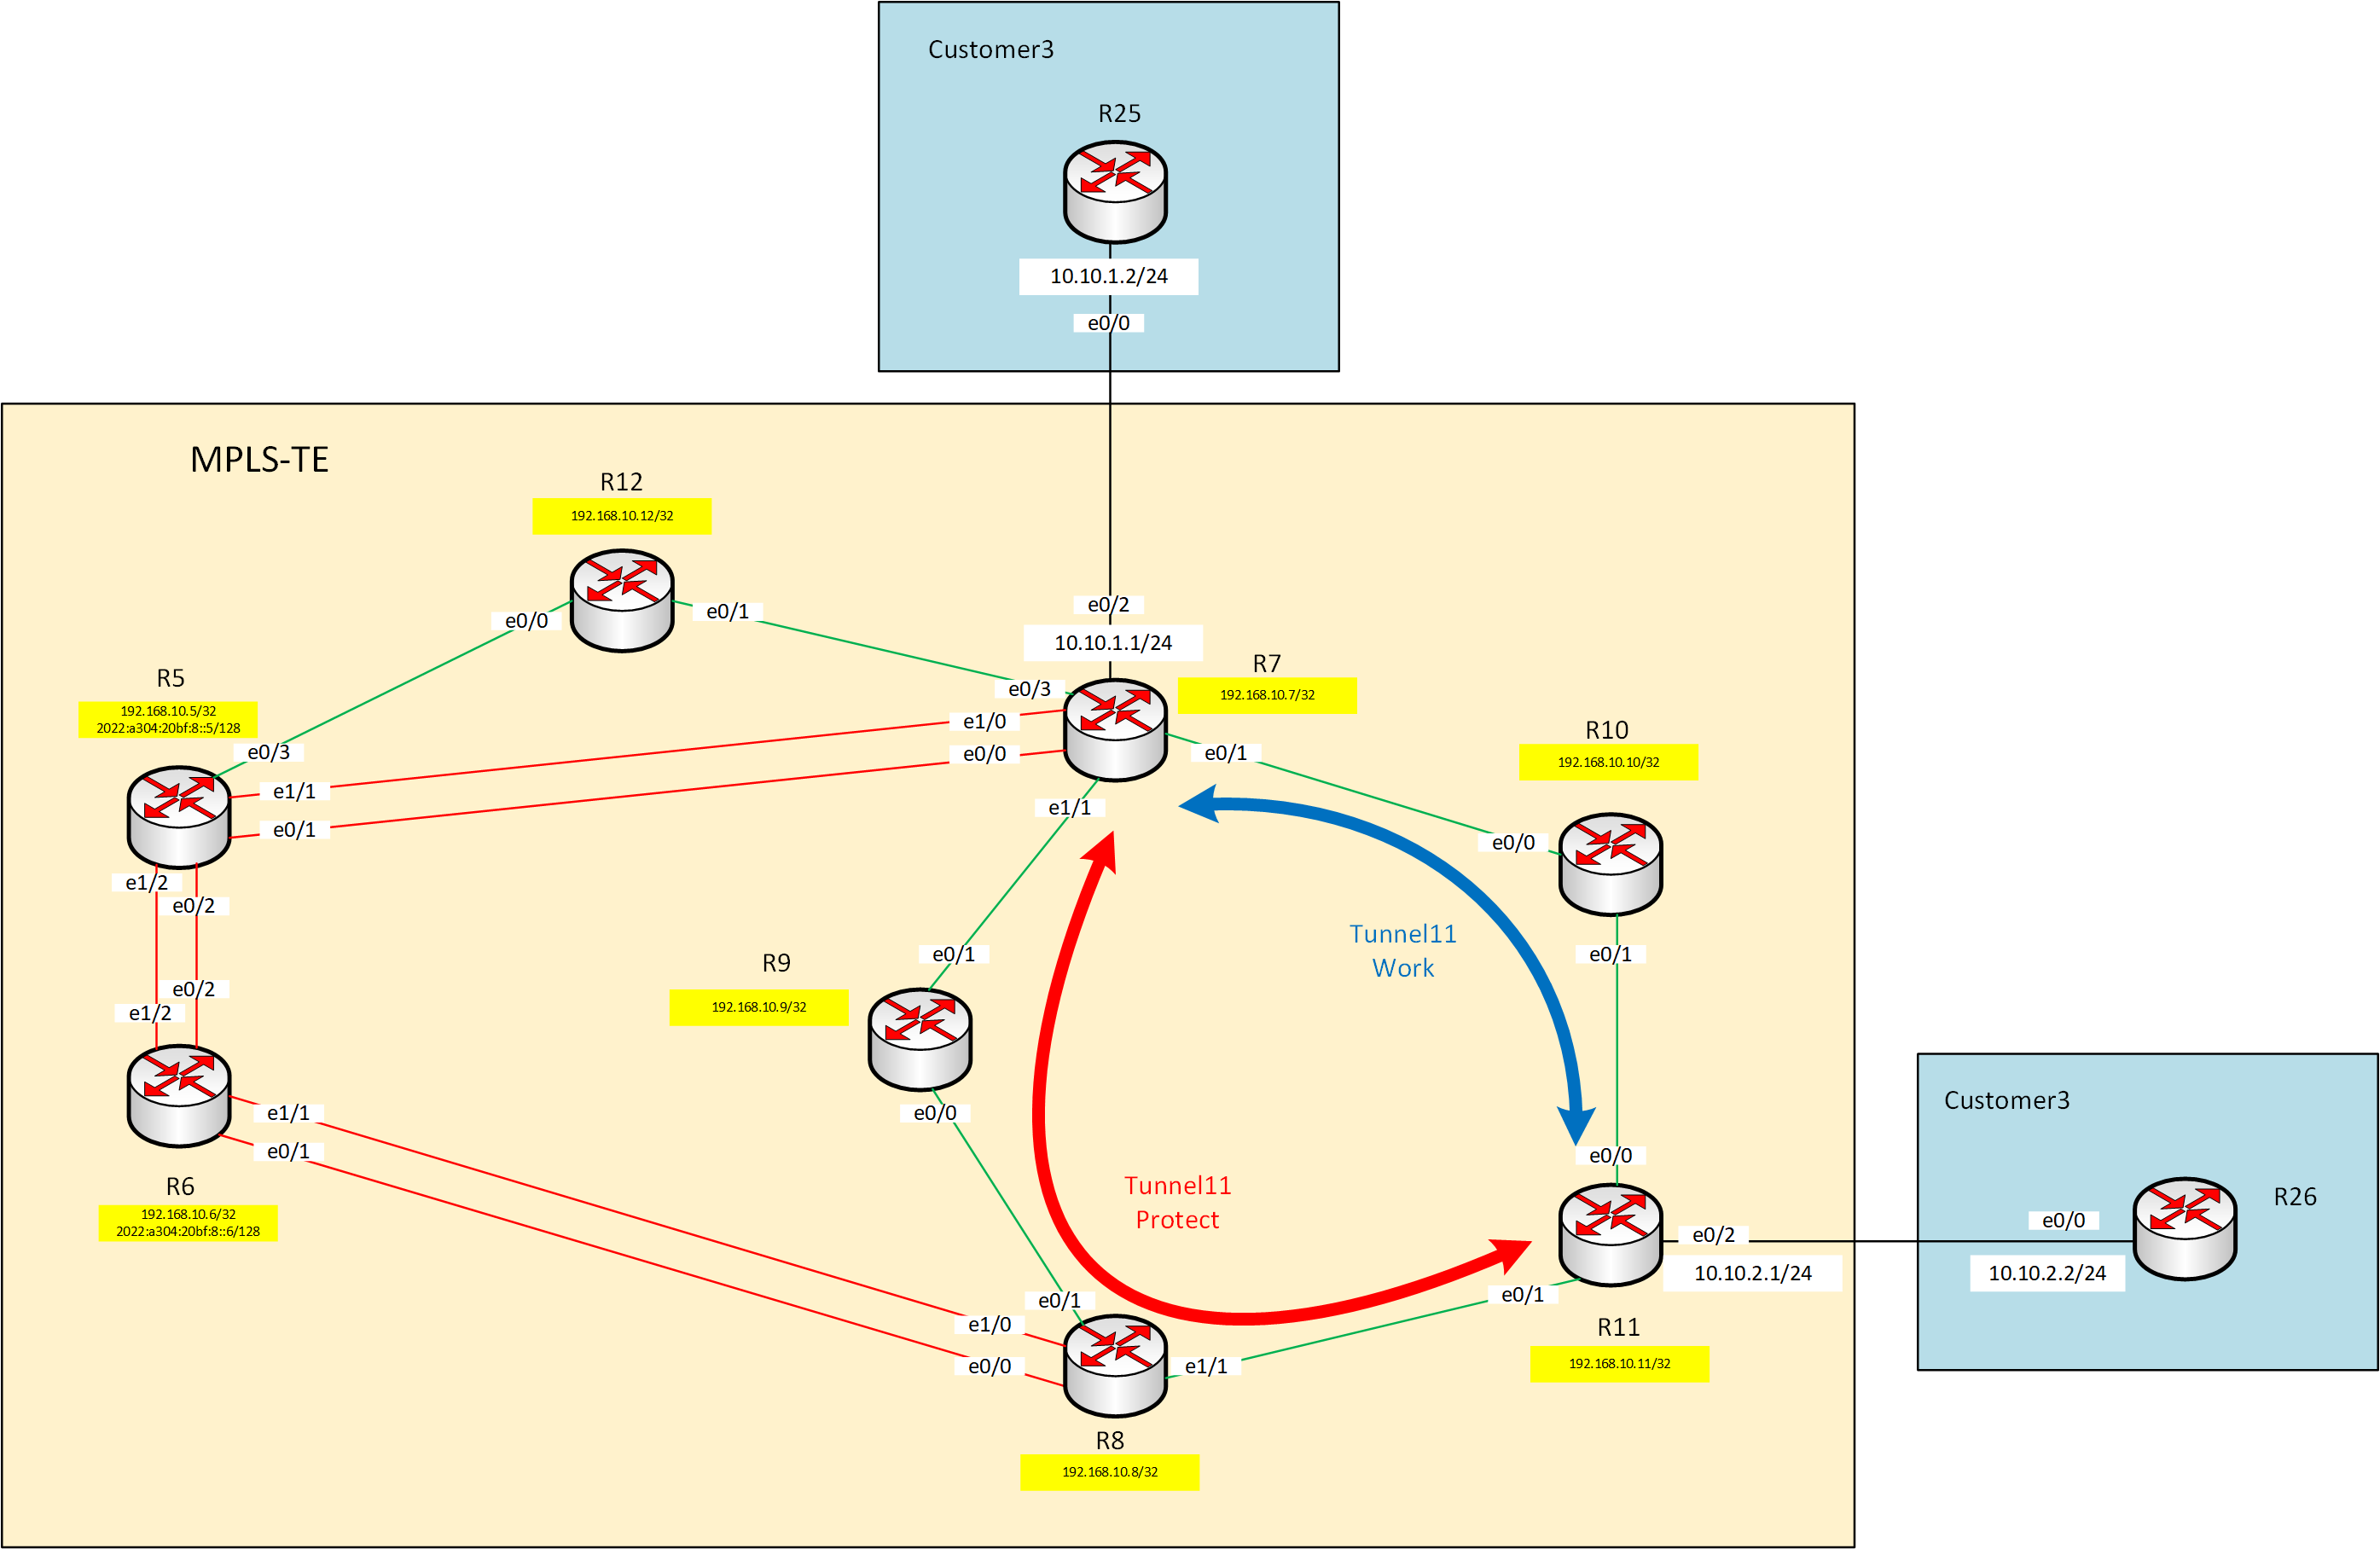 Customer3
R25
10.10.1.2/24
e0/0
MPLS-TE
R12
192.168.10.12/32
e0/0
e0/1
e0/2
10.10.1.1/24
R7
192.168.10.7/32
e0/3
e1/0
e0/0
e0/1
e1/1
R5
192.168.10.5/32
2022:a304:20bf:8::5/128
e0/3
e1/1
e0/1
e1/2
e0/2
R10
192.168.10.10/32
e0/0
e0/1
Tunnel11
Work
R9
192.168.10.9/32
e0/1
e0/0
e0/2
e1/2
e1/1
e0/1
R6
192.168.10.6/32
2022:a304:20bf:8::6/128
Tunnel11
Protect
e0/0
e0/2
10.10.2.1/24
e0/1
R11
192.168.10.11/32
Customer3
R26
e0/0
10.10.2.2/24
e0/1
e1/0
e0/0
e1/1
R8
192.168.10.8/32